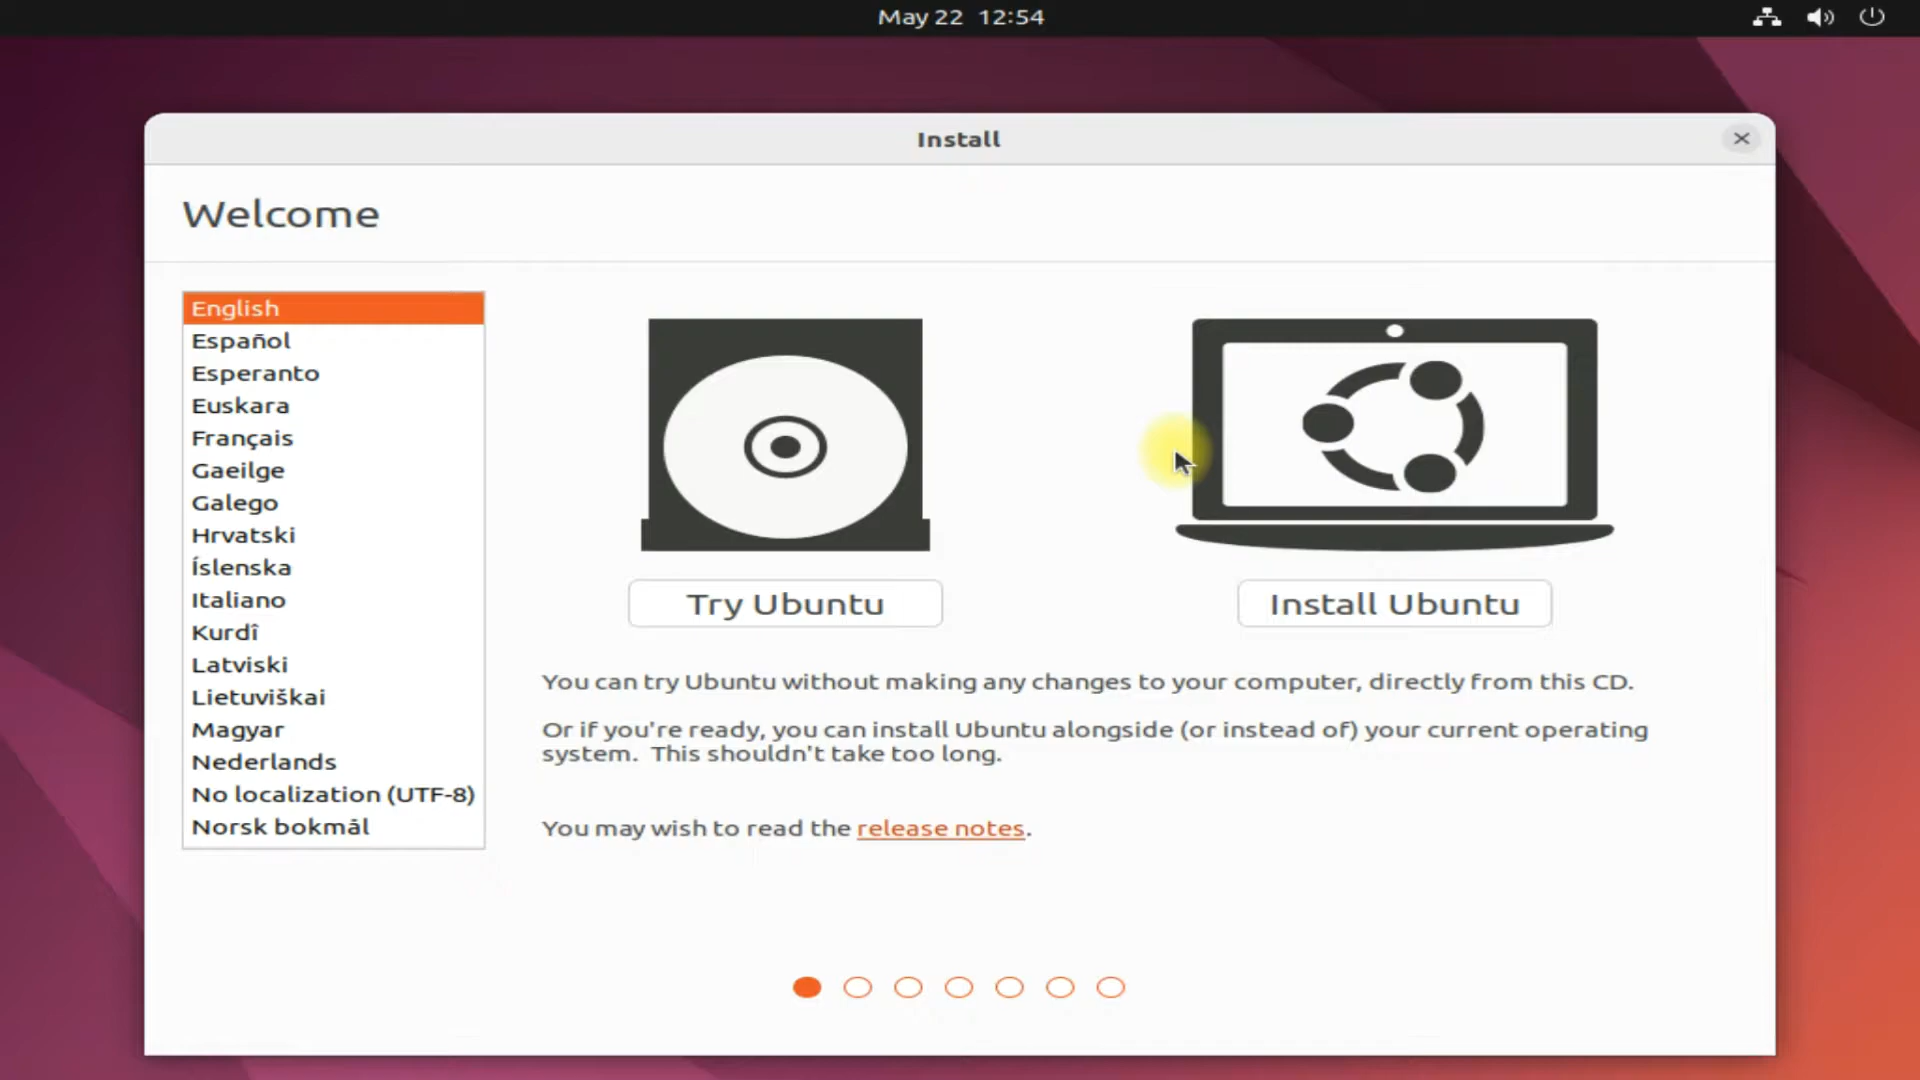 May 22 12:54
Install
Welcome
English
Español
Esperanto
Euskara
Français
Gaeilge
Galego
Hrvatski
Íslenska
Italiano
Kurdî
Latviski
Lietuviškai
Magyar
Nederlands
No localization (UTF-8)
Norsk bokmål
Try Ubuntu
Install Ubuntu
You can try Ubuntu without making any changes to your computer, directly from this CD.
Or if you're ready, you can install Ubuntu alongside (or instead of) your current operating
system. This shouldn't take too long.
You may wish to read the release notes.